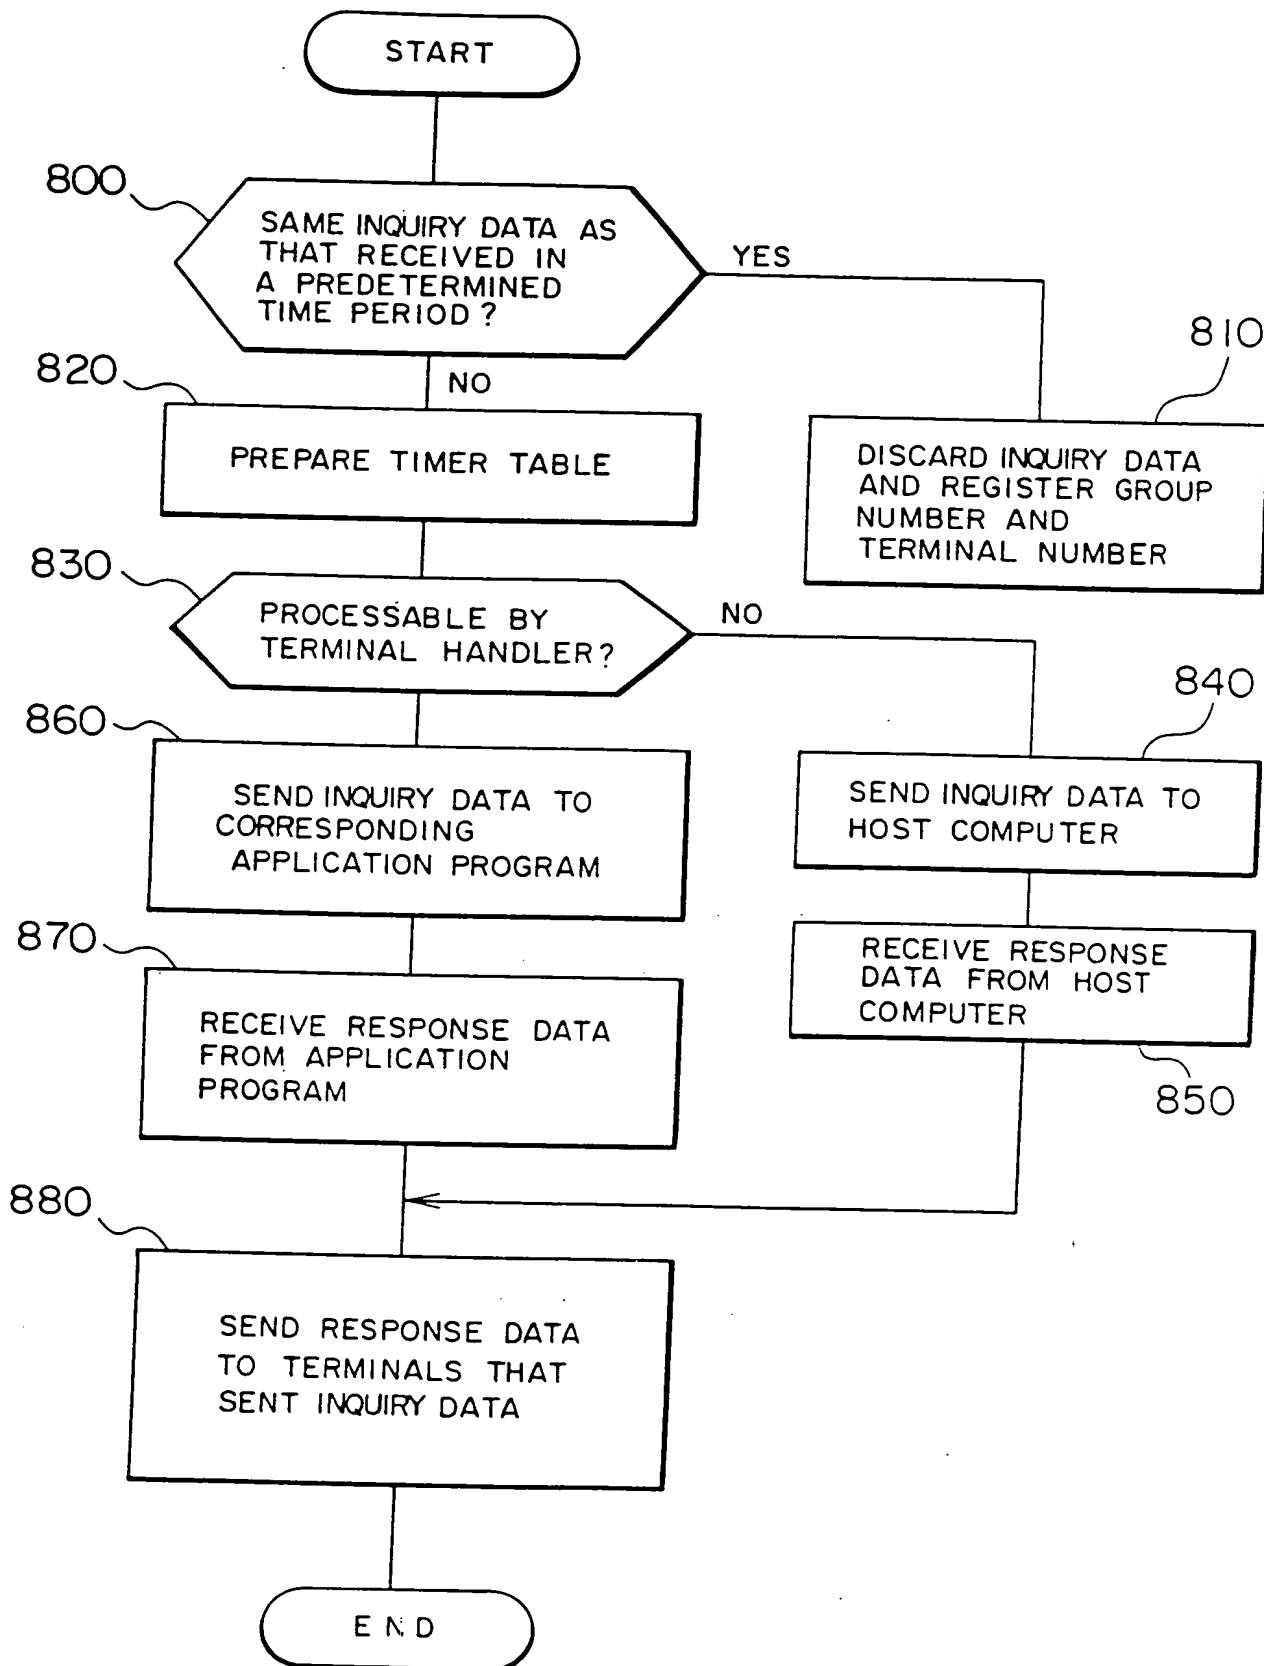 START
800
SAME INQUIRY DATA AS
THAT RECEIVED IN
A PREDETERMINED
TIME PERIOD?
YES
810
DISCARD INQUIRY DATA
AND REGISTER GROUP
NUMBER AND
TERMINAL NUMBER
NO
820
PREPARE TIMER TABLE
830
PROCESSABLE BY
TERMINAL HANDLER?
NO
840
SEND INQUIRY DATA TO
HOST COMPUTER
860
SEND INQUIRY DATA TO
CORRESPONDING
APPLICATION PROGRAM
RECEIVE RESPONSE
DATA FROM HOST
COMPUTER
850
870
RECEIVE RESPONSE DATA
FROM APPLICATION
PROGRAM
880
SEND RESPONSE DATA
TO TERMINALS THAT
SENT INQUIRY DATA
END